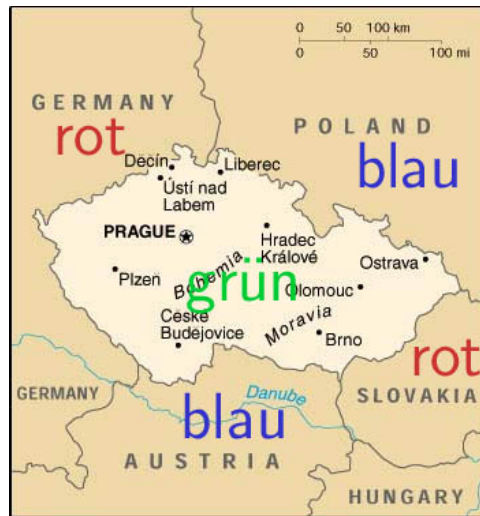 0 50 100 km
0 50 100 mi
GERMANY
rot
POLAND
blau
Děčín
Liberec
Ústí nad
Labem
PRAGUE
Hradec
Králové
Ostrava
Plzeň
Bohemia
grün
Olomouc
České
Budějovice
Moravia
Brno
rot
GERMANY
Danube
SLOVAKIA
blau
AUSTRIA
HUNGARY